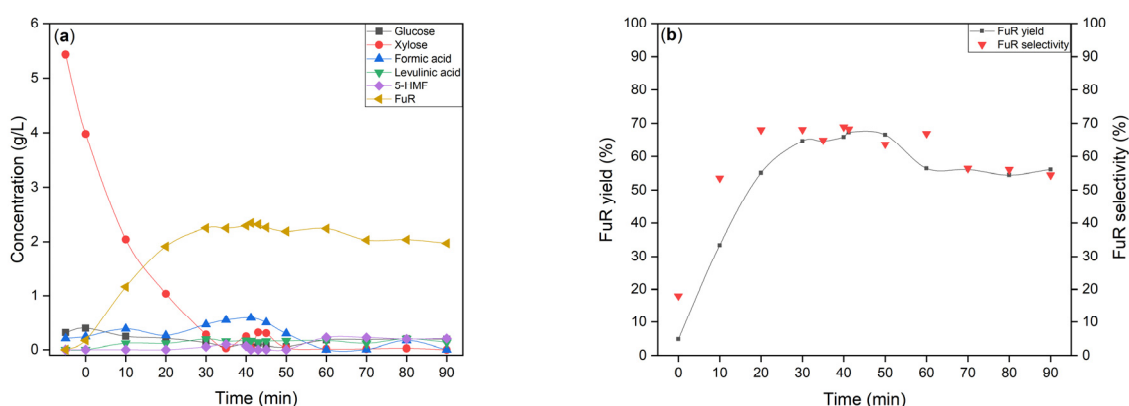 (a)
Glucose
Xylose
Formic acid
Levulinic acid
5-HMF
FuR
6
5
4
3
2
1
0
Concentration (g/L)
0 10 20 30 40 50 60 70 80 90
Time (min)
(b)
FuR yield
FuR selectivity
100
90
80
70
60
50
40
30
20
10
0
FuR yield (%)
0 10 20 30 40 50 60 70 80 90
Time (min)
100
90
80
70
60
50
40
30
20
10
0
FuR selectivity (%)